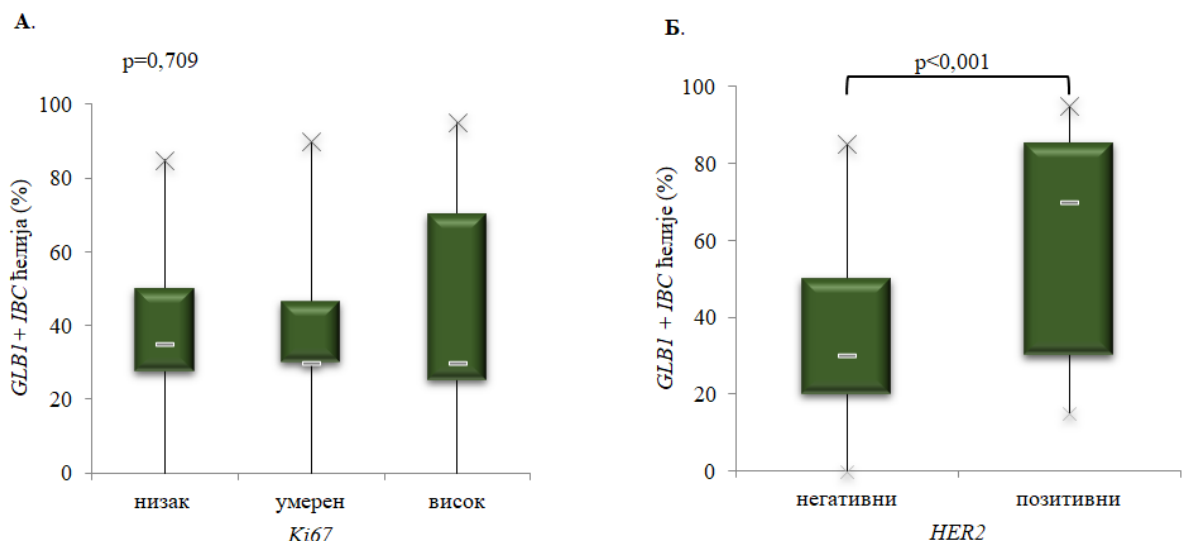 А.
p=0,709
GLB1 + IBC ћелија (%)
100
80
60
40
20
0
низак умерен висок
Ki67
Б.
p<0,001
GLB1 + IBC ћелије (%)
100
80
60
40
20
0
негативни позитивни
HER2